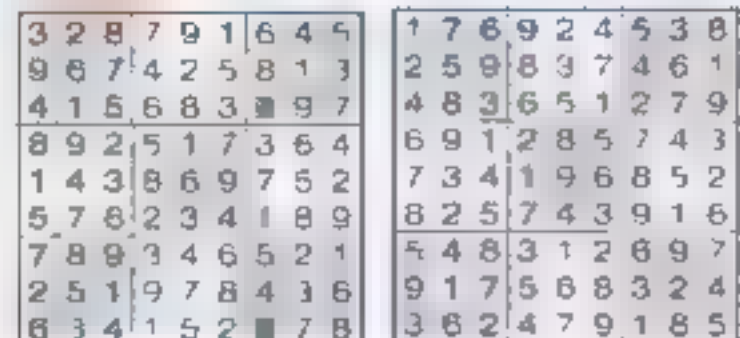 3 2 8 7 9 1 6 4 5
9 6 7 4 2 5 8 1 3
4 1 5 6 8 3 9 7
8 9 2 5 1 7 3 6 4
1 4 3 8 6 9 7 5 2
5 7 6 2 3 4 1 8 9
7 8 9 3 4 6 5 2 1
2 5 1 9 7 8 4 3 6
6 3 4 1 5 2 7 8
1 7 6 9 2 4 5 3 8
2 5 9 8 3 7 4 6 1
4 8 3 6 5 1 2 7 9
6 9 1 2 8 5 7 4 3
7 3 4 1 9 6 8 5 2
8 2 5 7 4 3 9 1 6
5 4 8 3 1 2 6 9 7
9 1 7 5 6 8 3 2 4
3 6 2 4 7 9 1 8 5